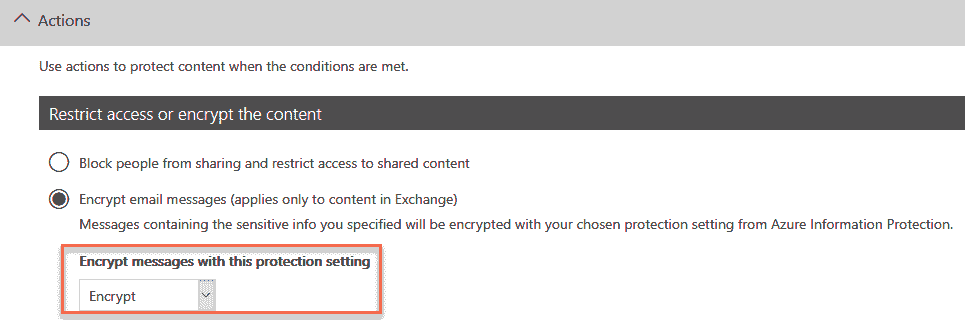 Actions
Use actions to protect content when the conditions are met.
Restrict access or encrypt the content
Block people from sharing and restrict access to shared content
Encrypt email messages (applies only to content in Exchange)
Messages containing the sensitive info you specified will be encrypted with your chosen protection setting from Azure Information Protection.
Encrypt messages with this protection setting
Encrypt